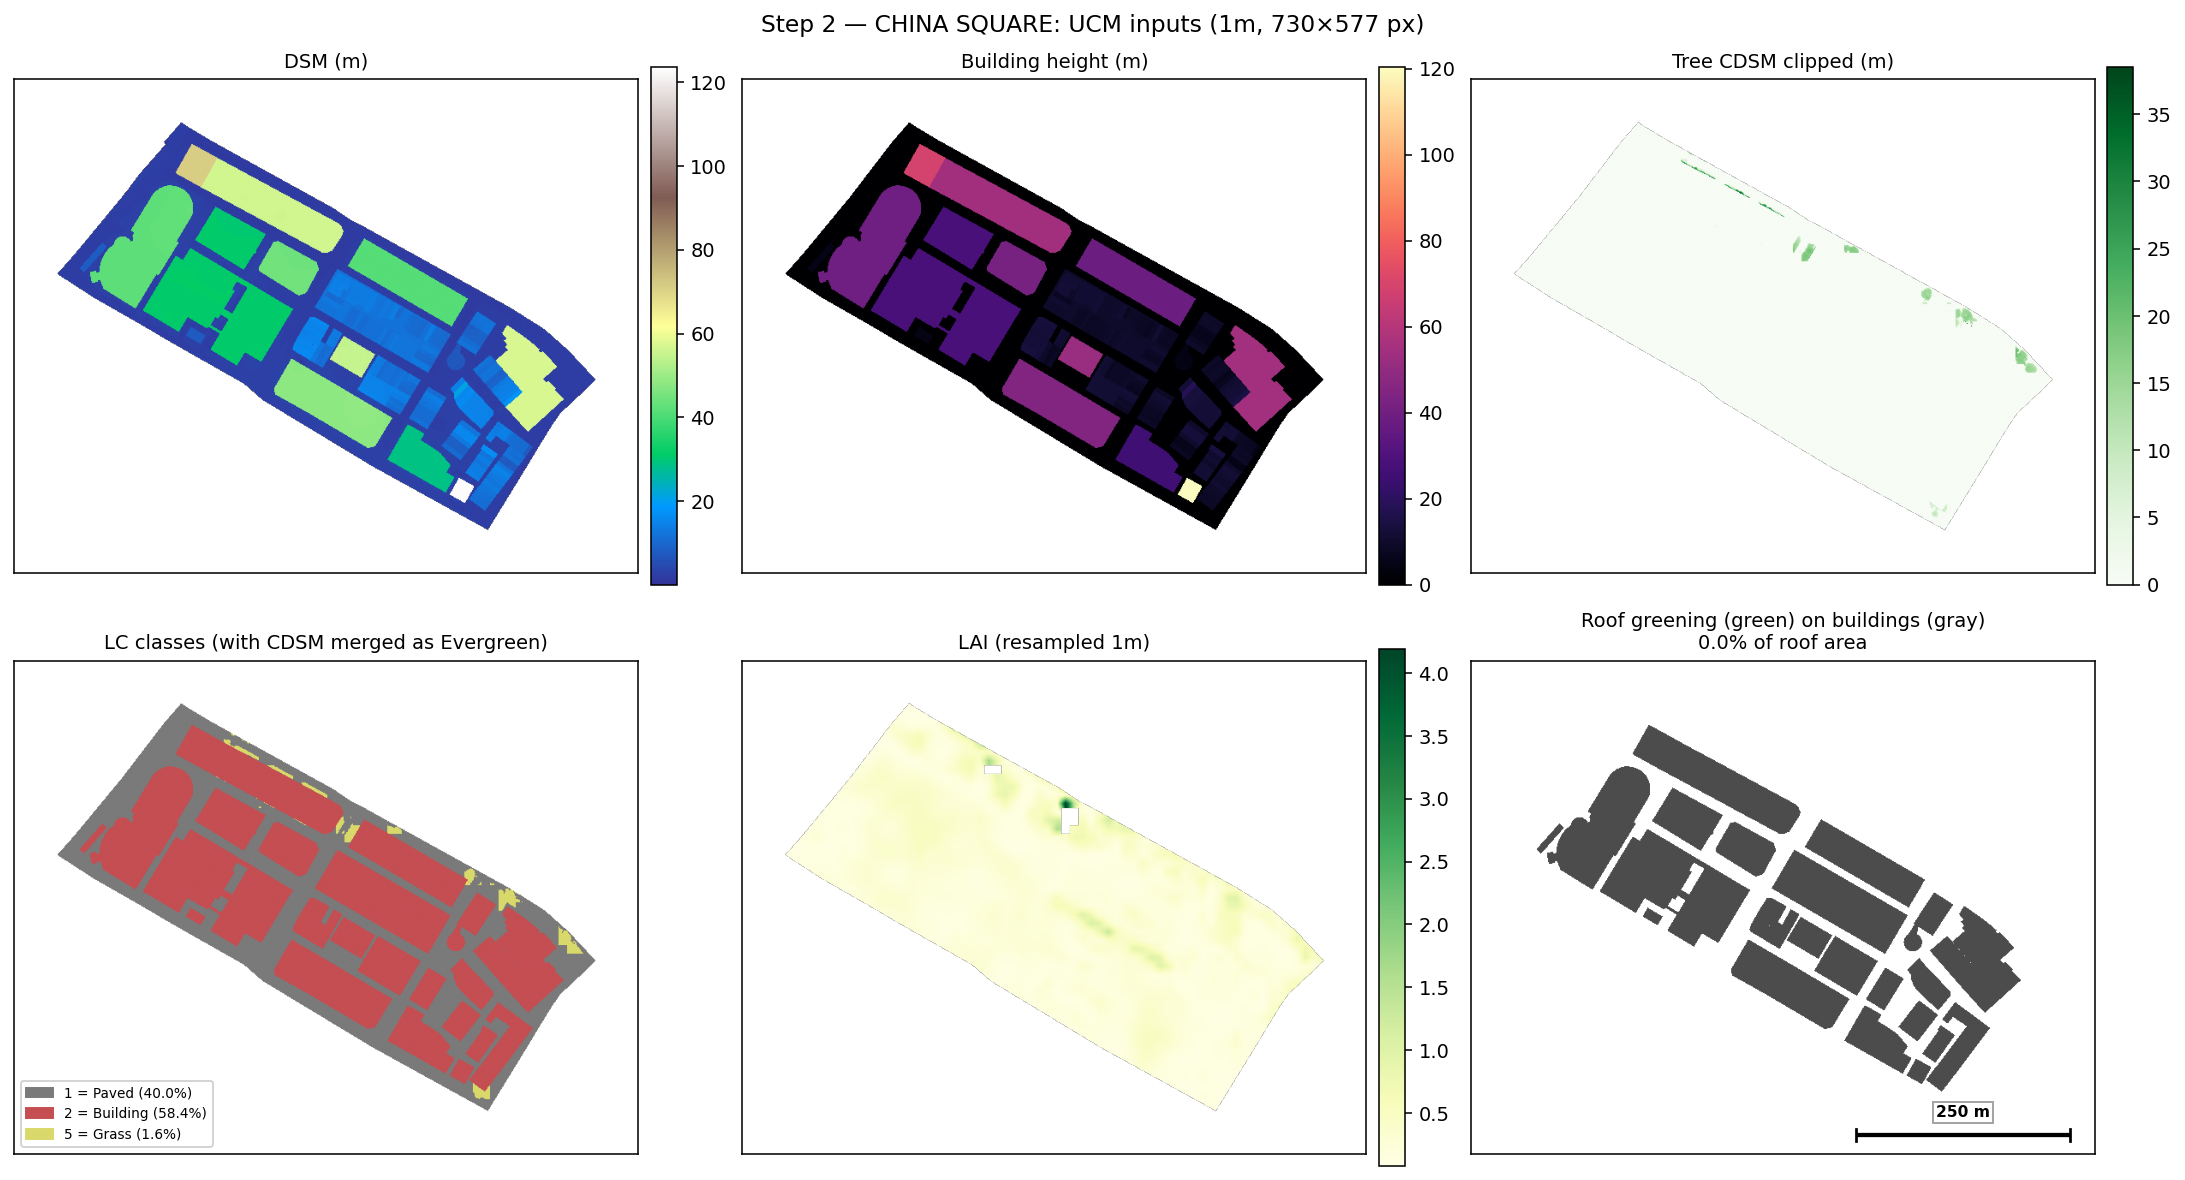 Step 2 — CHINA SQUARE: UCM inputs (1m, 730×577 px)
DSM (m)
120
100
80
60
40
20
Building height (m)
120
100
80
60
40
20
0
Tree CDSM clipped (m)
35
30
25
20
15
10
5
0
LC classes (with CDSM merged as Evergreen)
1 = Paved (40.0%)
2 = Building (58.4%)
5 = Grass (1.6%)
LAI (resampled 1m)
4.0
3.5
3.0
2.5
2.0
1.5
1.0
0.5
Roof greening (green) on buildings (gray)
0.0% of roof area
250 m